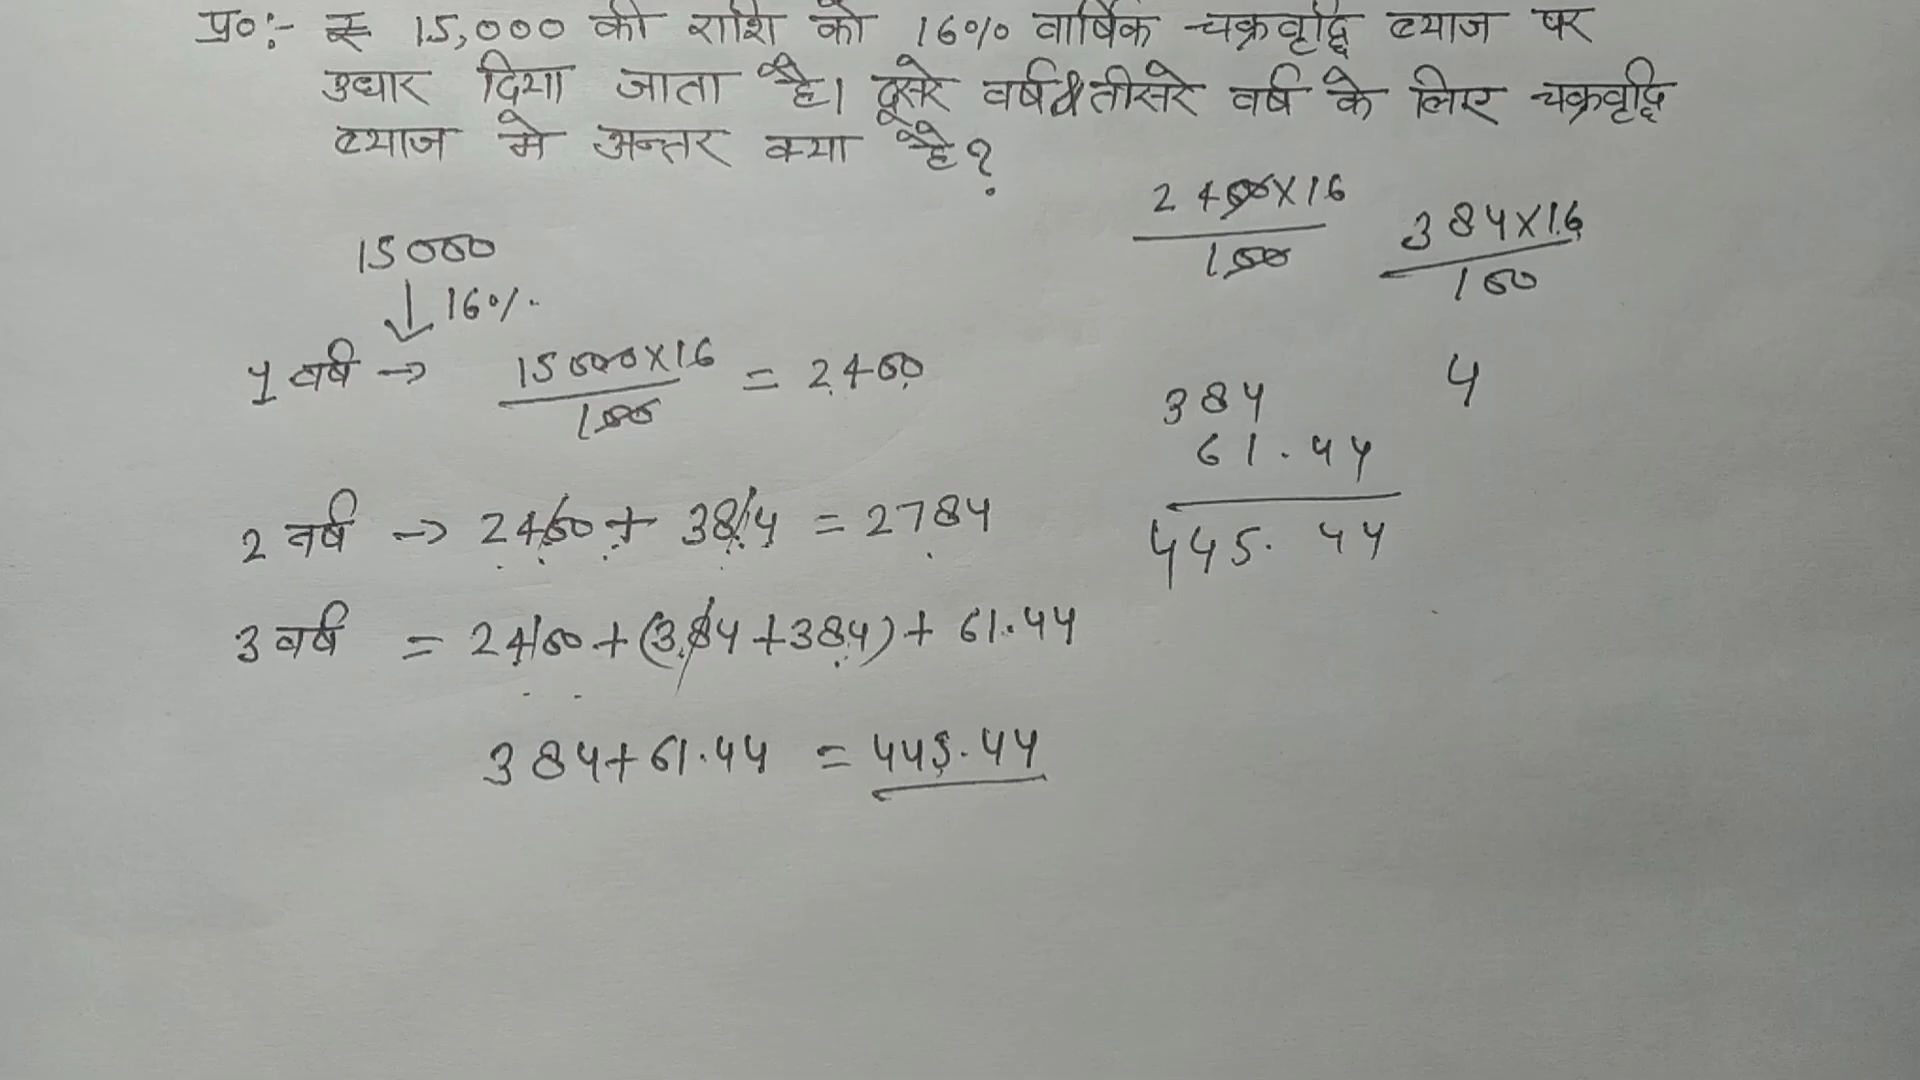 प्र०:- ₹ 15,000 की राशि को 16% वार्षिक चक्रवृद्धि ब्याज पर
उधार दिया जाता है। दूसरे वर्ष & तीसरे वर्ष के लिए चक्रवृद्धि
ब्याज मे अन्तर क्या है?
2400×16
100
384×16
100
15000
↓ 16%
1 वर्ष → 15000×16 = 2400
100
4
384
61.44
445.44
2 वर्ष → 2400 + 384 = 2784
3 वर्ष = 2400 + (384 + 384) + 61.44
384 + 61.44 = 445.44